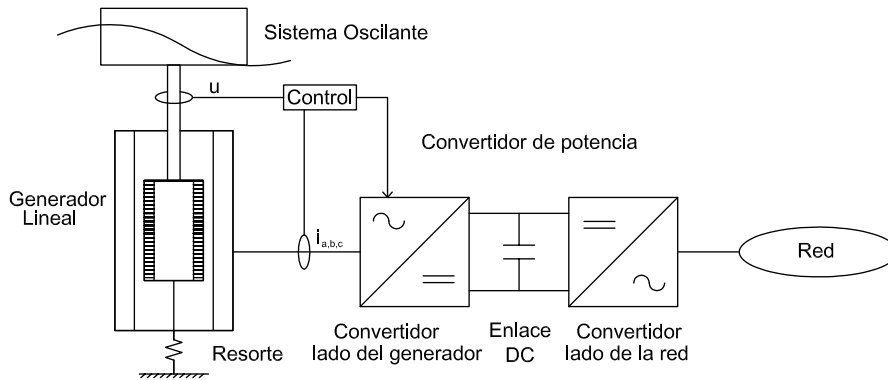 Sistema Oscilante
u
Control
Convertidor de potencia
Generador
Lineal
i a,b,c
Red
Resorte
Convertidor
lado del generador
Enlace
DC
Convertidor
lado de la red